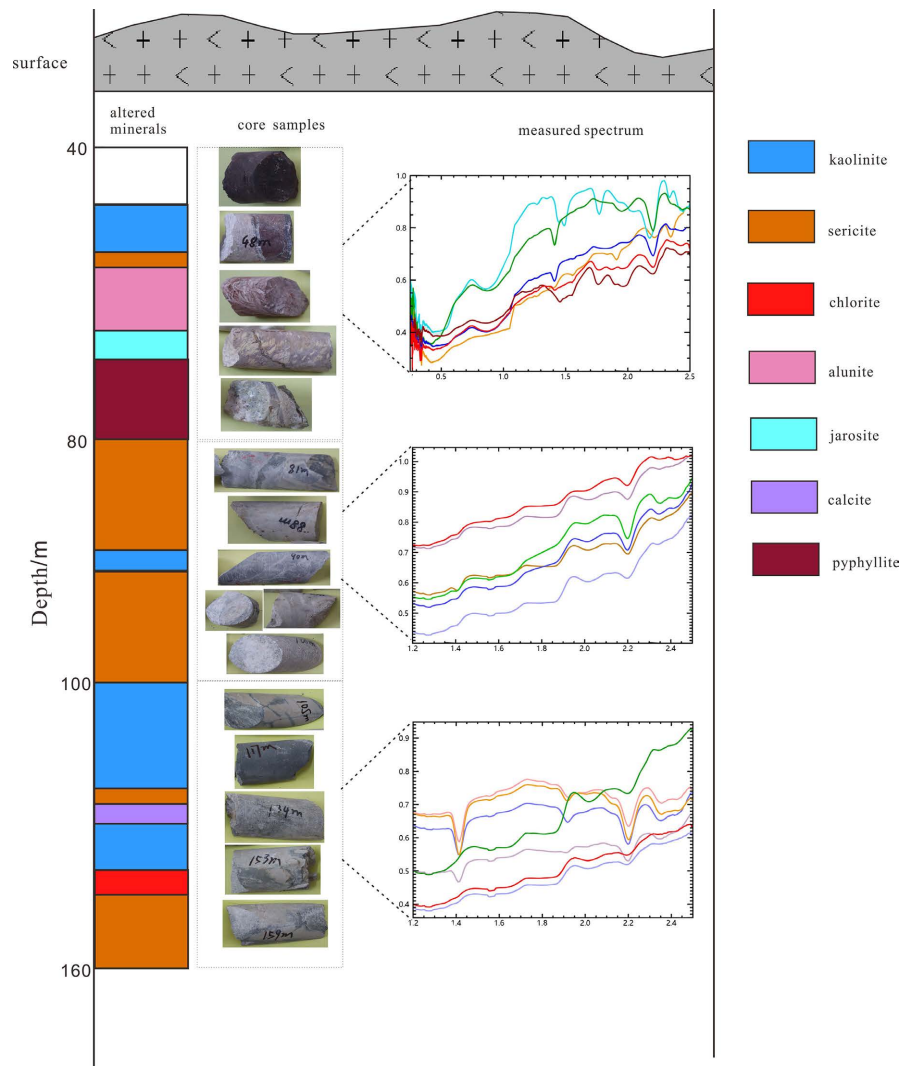 surface
altered
minerals
core samples
measured spectrum
40
80
100
160
Depth/m
48m
81m
88m
90m
105m
117m
134m
153m
159m
1.0
0.8
0.6
0.4
0.5
1.0
1.5
2.0
2.5
1.0
0.9
0.8
0.7
0.6
0.5
1.2
1.4
1.6
1.8
2.0
2.2
2.4
0.9
0.8
0.7
0.6
0.5
0.4
1.2
1.4
1.6
1.8
2.0
2.2
2.4
kaolinite
sericite
chlorite
alunite
jarosite
calcite
pyphyllite